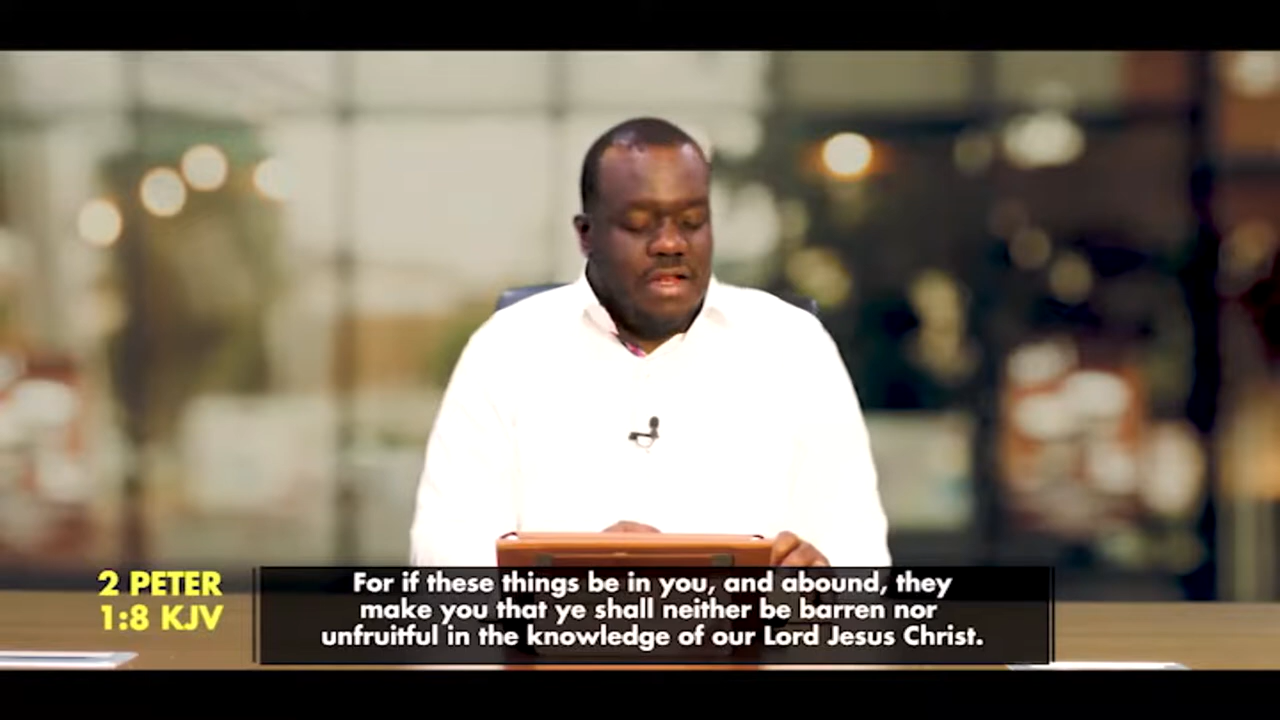 2 PETER
1:8 KJV
For if these things be in you, and abound, they
make you that ye shall neither be barren nor
unfruitful in the knowledge of our Lord Jesus Christ.